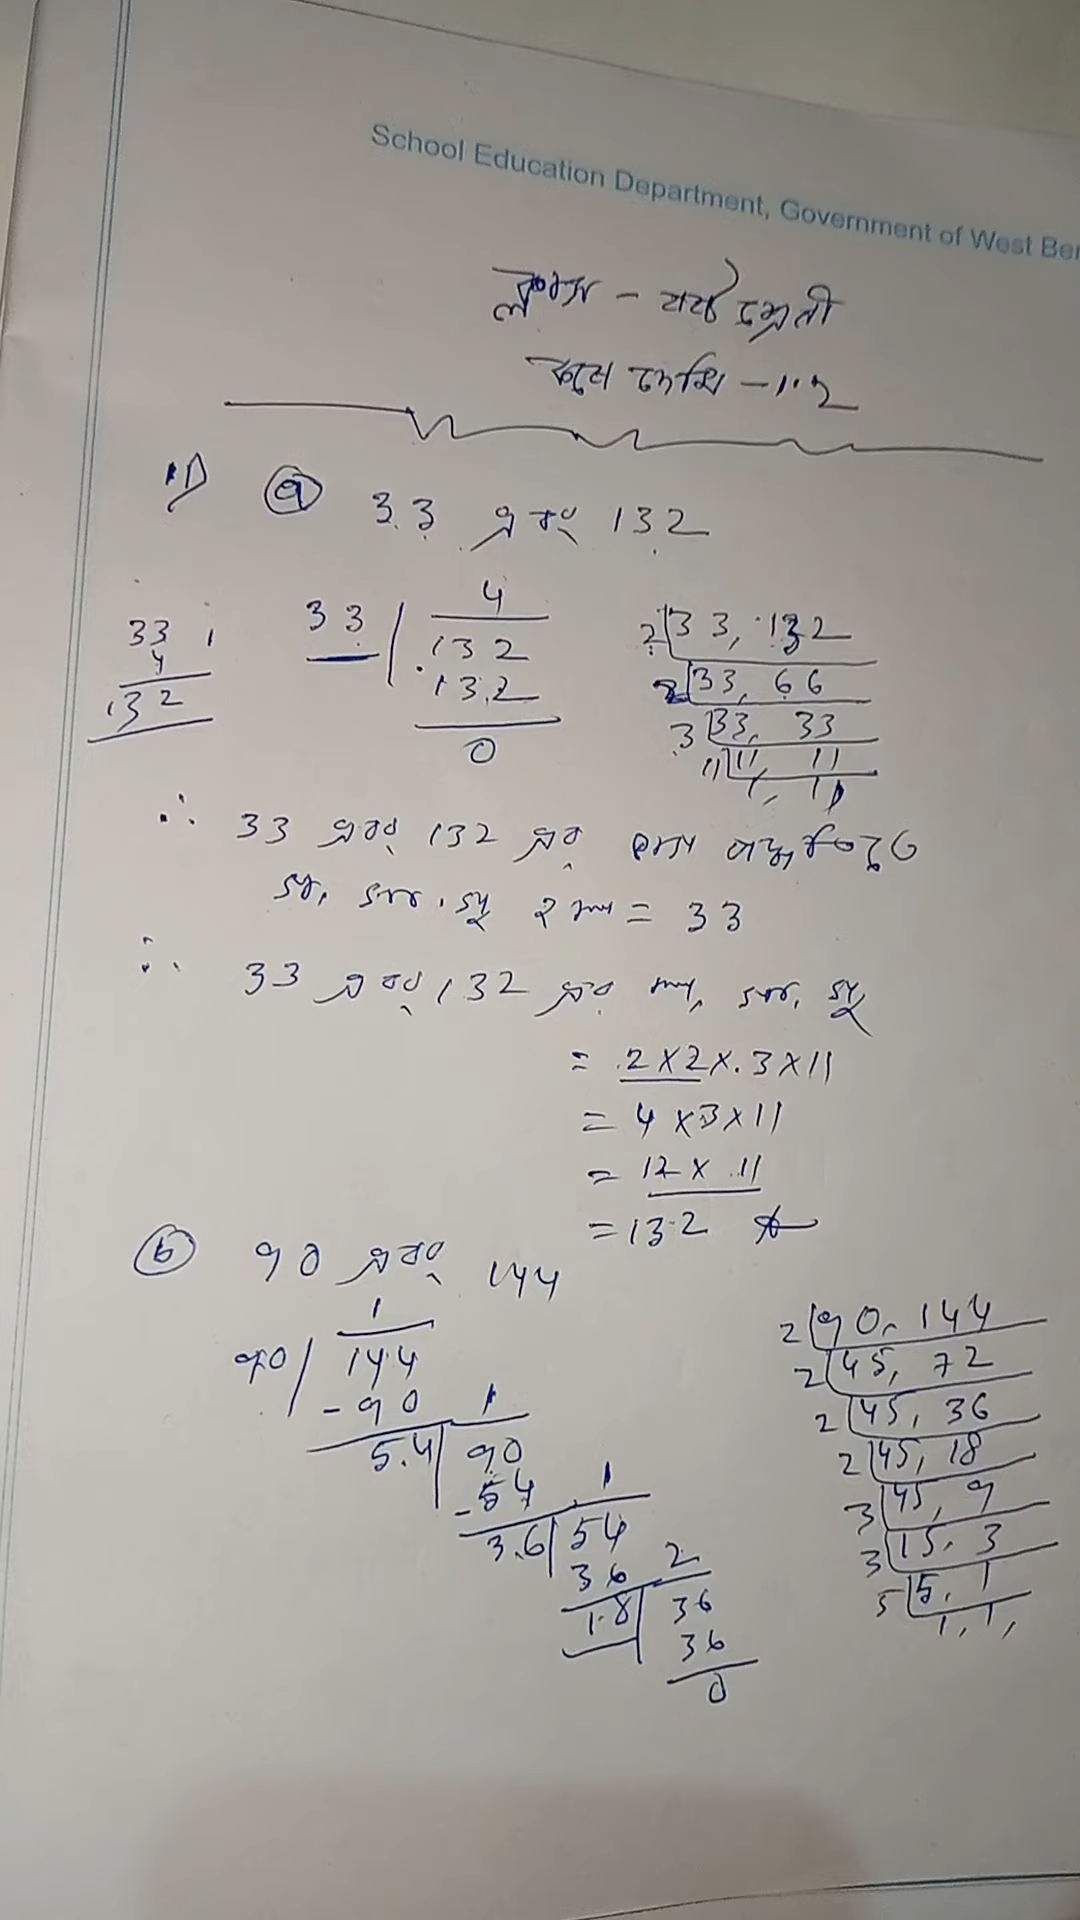 School Education Department, Government of West Ben
ক্লাস - ষষ্ঠ শ্রেণী
কষে দেখি - 1.2
1) (a) 33 এবং 132
33
4
132
4
33 | 132
132
0
2 | 33, 132
2 | 33, 66
3 | 33, 33
11 | 11, 11
1, 1
∴ 33 এবং 132 এর
গ. সা. গু = 33
∴ 33 এবং 132 এর ল. সা. গু
= 2 × 2 × 3 × 11
= 4 × 3 × 11
= 12 × 11
= 132
(b) 90 এবং 144
1
90 | 144
- 90 1
54 | 90
- 54 1
36 | 54
36 2
18 | 36
36
0
2 | 90, 144
2 | 45, 72
2 | 45, 36
2 | 45, 18
3 | 45, 9
3 | 15, 3
5 | 5, 1
1, 1,